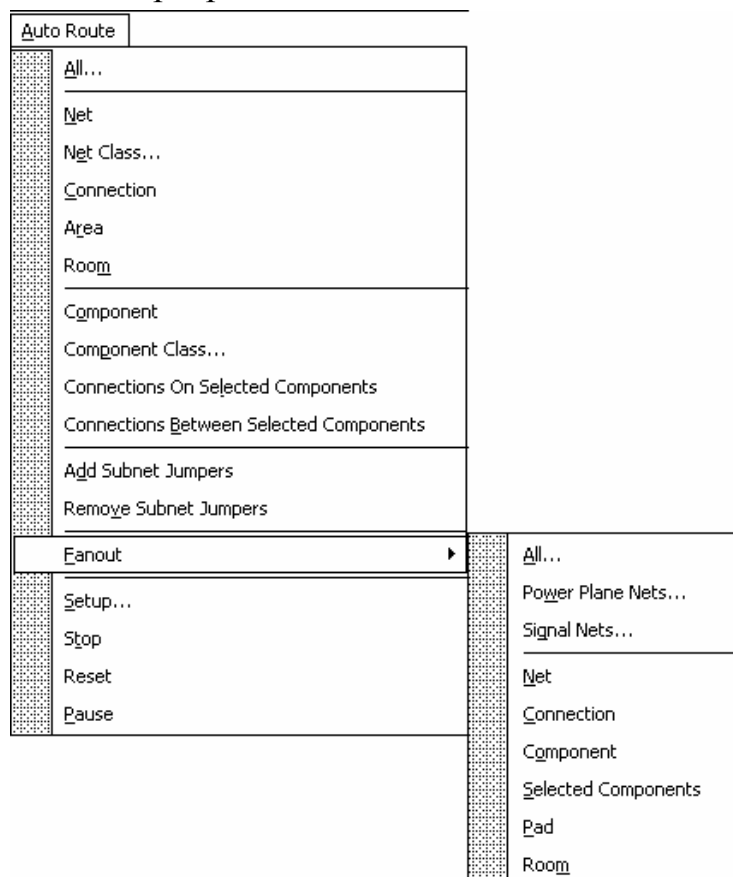 Auto Route
All...
Net
Net Class...
Connection
Area
Room
Component
Component Class...
Connections On Selected Components
Connections Between Selected Components
Add Subnet Jumpers
Remove Subnet Jumpers
Fanout
Setup...
Stop
Reset
Pause
All...
Power Plane Nets...
Signal Nets...
Net
Connection
Component
Selected Components
Pad
Room